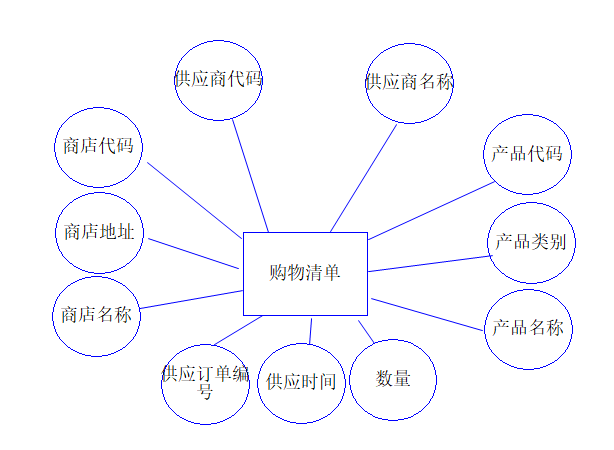 供应商代码
供应商名称
商店代码
产品代码
商店地址
产品类别
购物清单
商店名称
产品名称
供应订单编
号
供应时间
数量